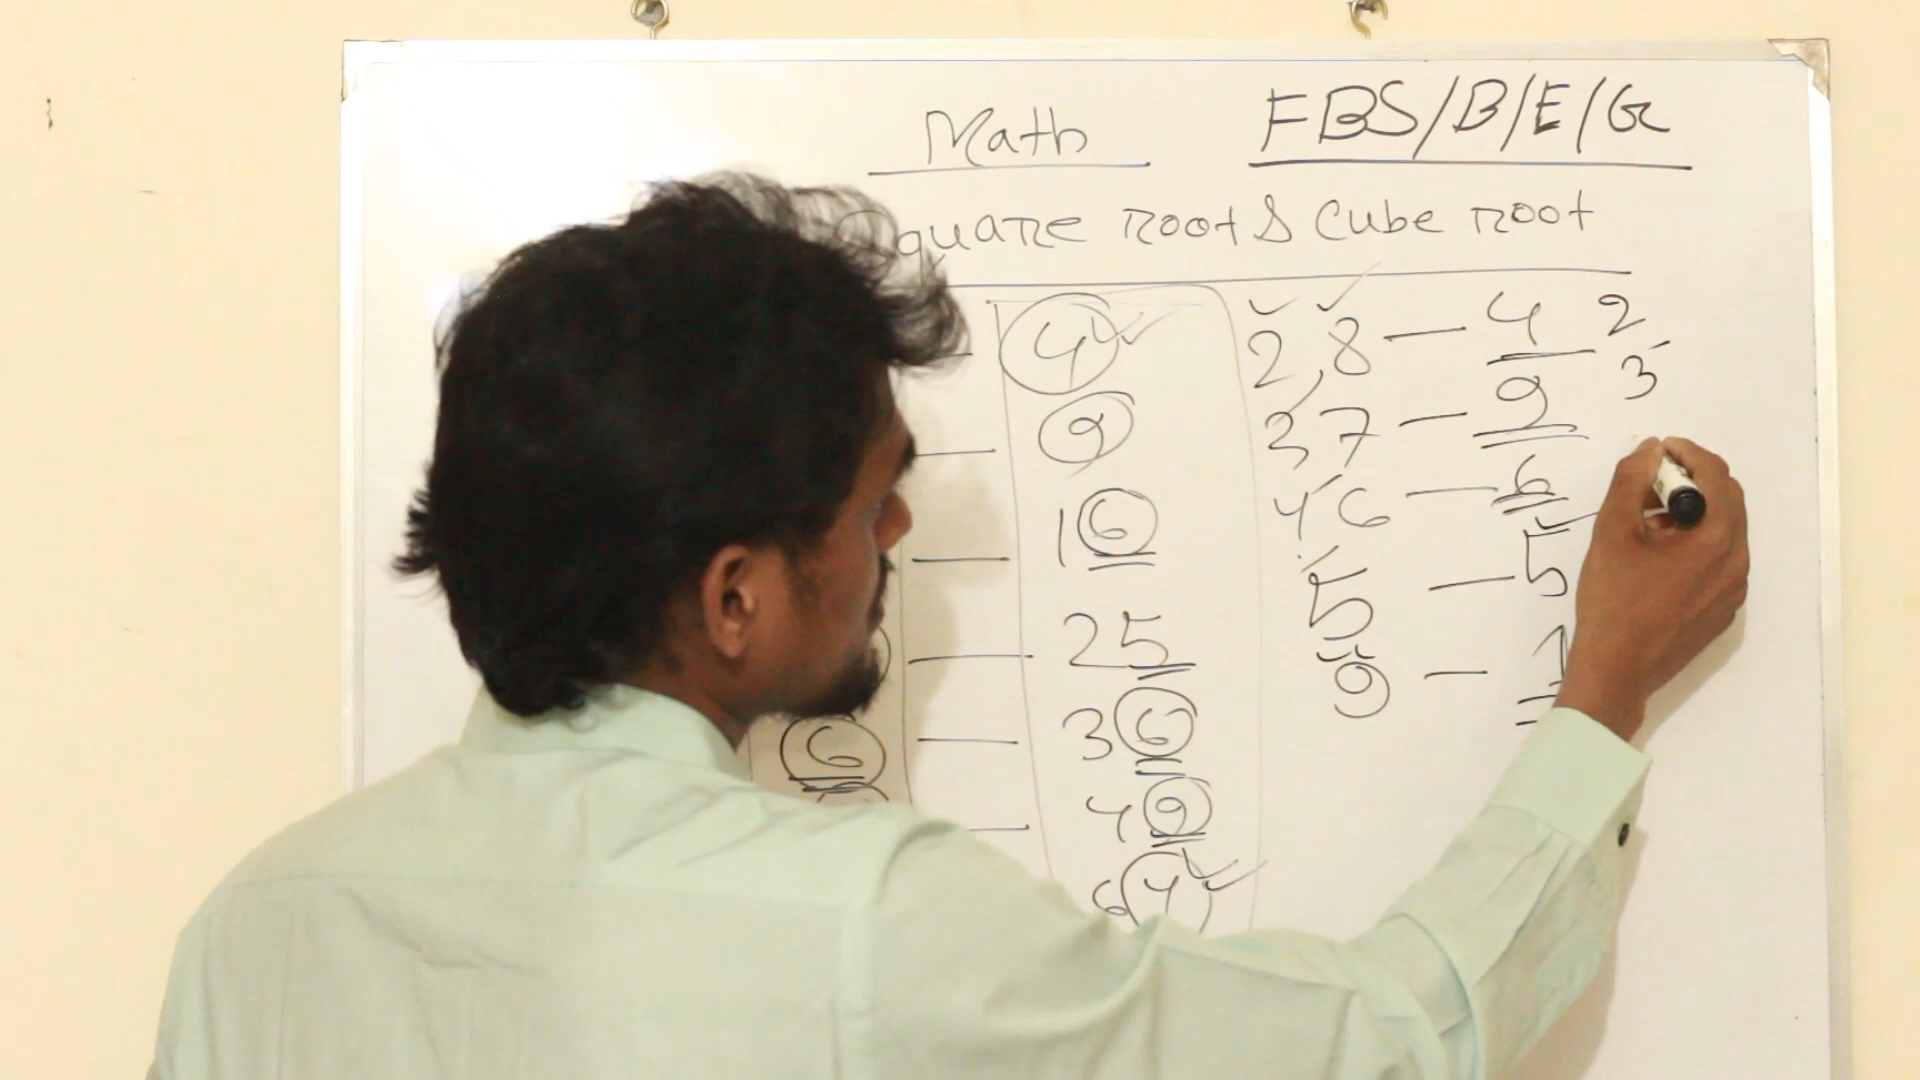 Math FBS/B/E/G
Square root & Cube root
4 2 8 — 4 2
9 3 7 — 9 3
16 4 6 — 6
25 5 — 5
6 — 36 9 — 1
49
64